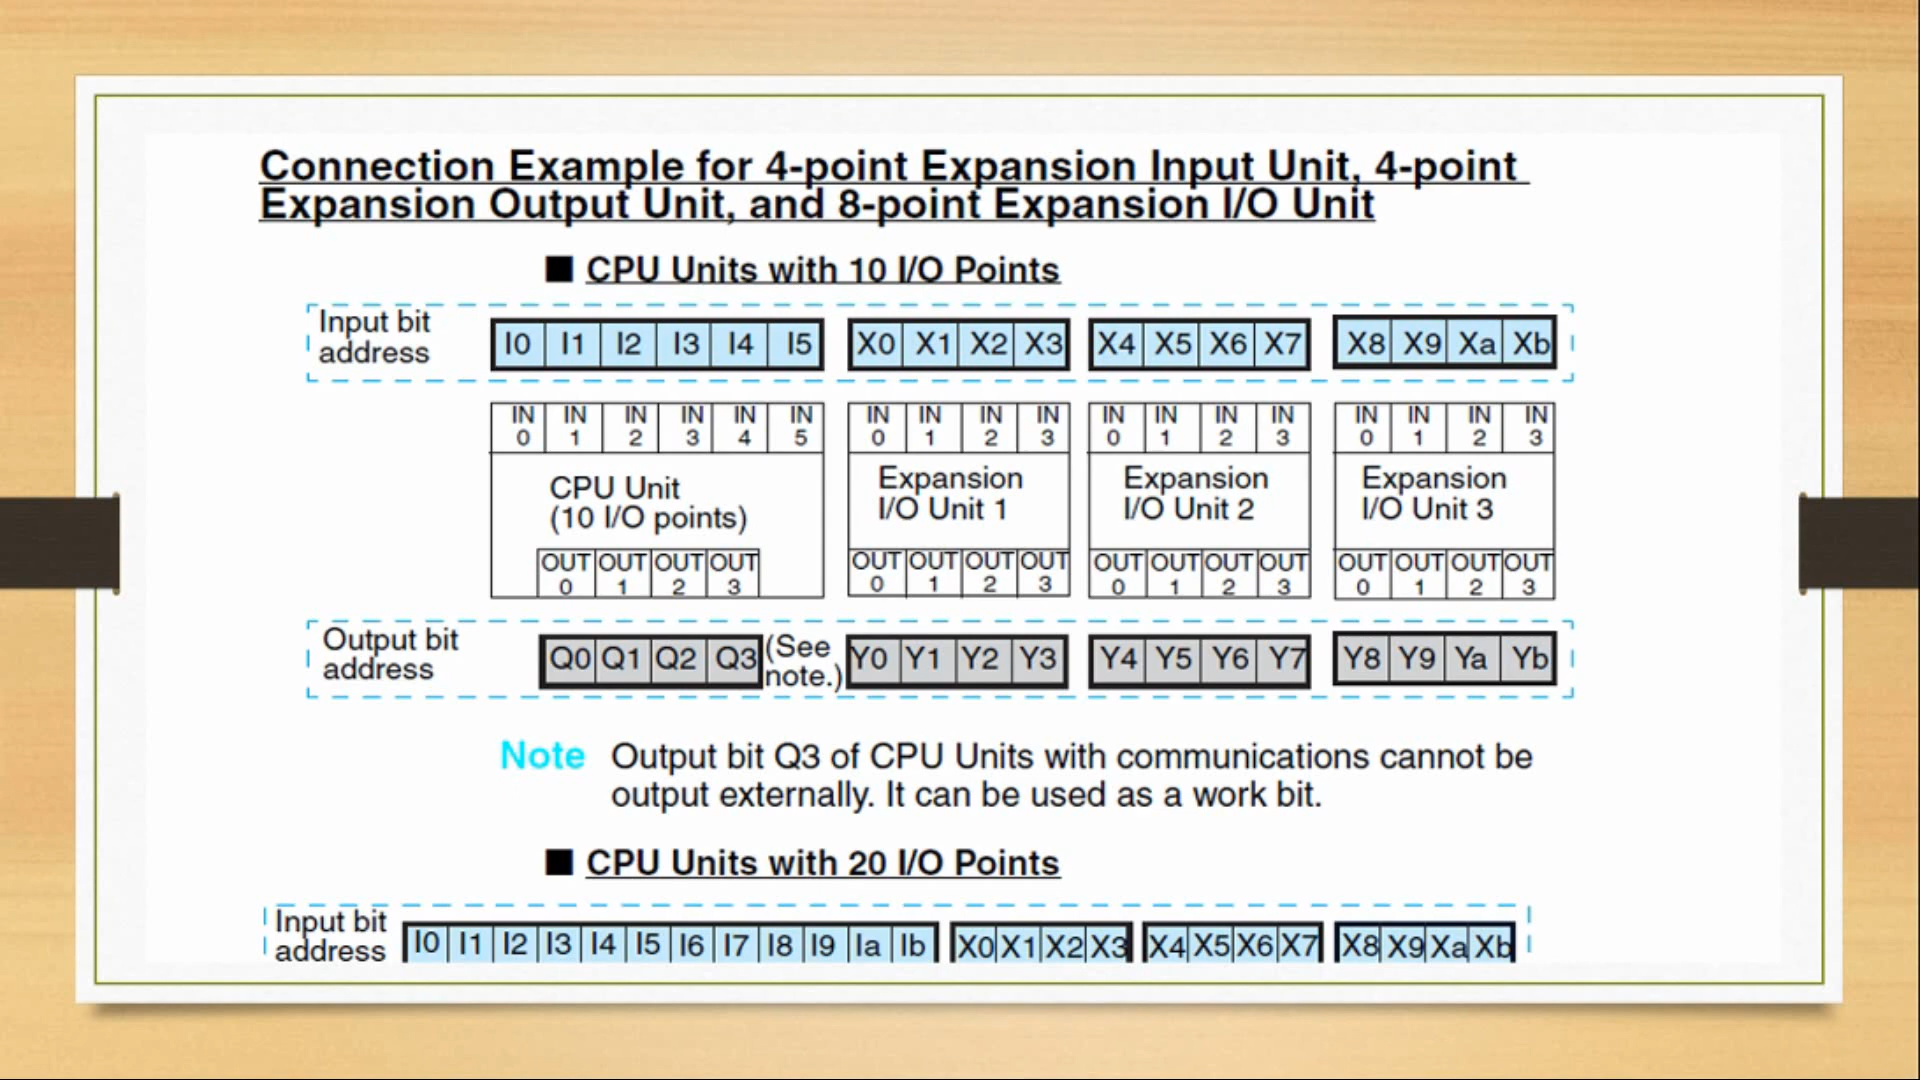 Connection Example for 4-point Expansion Input Unit, 4-point
Expansion Output Unit, and 8-point Expansion I/O Unit
■ CPU Units with 10 I/O Points
Input bit
address
I0 I1 I2 I3 I4 I5 X0 X1 X2 X3 X4 X5 X6 X7 X8 X9 Xa Xb
IN IN IN IN IN IN IN IN IN IN IN IN IN IN IN IN IN IN
0 1 2 3 4 5 0 1 2 3 0 1 2 3 0 1 2 3
CPU Unit
(10 I/O points)
Expansion
I/O Unit 1
Expansion
I/O Unit 2
Expansion
I/O Unit 3
OUT OUT OUT OUT OUT OUT OUT OUT OUT OUT OUT OUT OUT OUT OUT OUT
0 1 2 3 0 1 2 3 0 1 2 3 0 1 2 3
Output bit
address
Q0 Q1 Q2 Q3
(See
note.)
Y0 Y1 Y2 Y3 Y4 Y5 Y6 Y7 Y8 Y9 Ya Yb
Note Output bit Q3 of CPU Units with communications cannot be
output externally. It can be used as a work bit.
■ CPU Units with 20 I/O Points
Input bit
address
I0 I1 I2 I3 I4 I5 I6 I7 I8 I9 Ia Ib X0 X1 X2 X3 X4 X5 X6 X7 X8 X9 Xa Xb